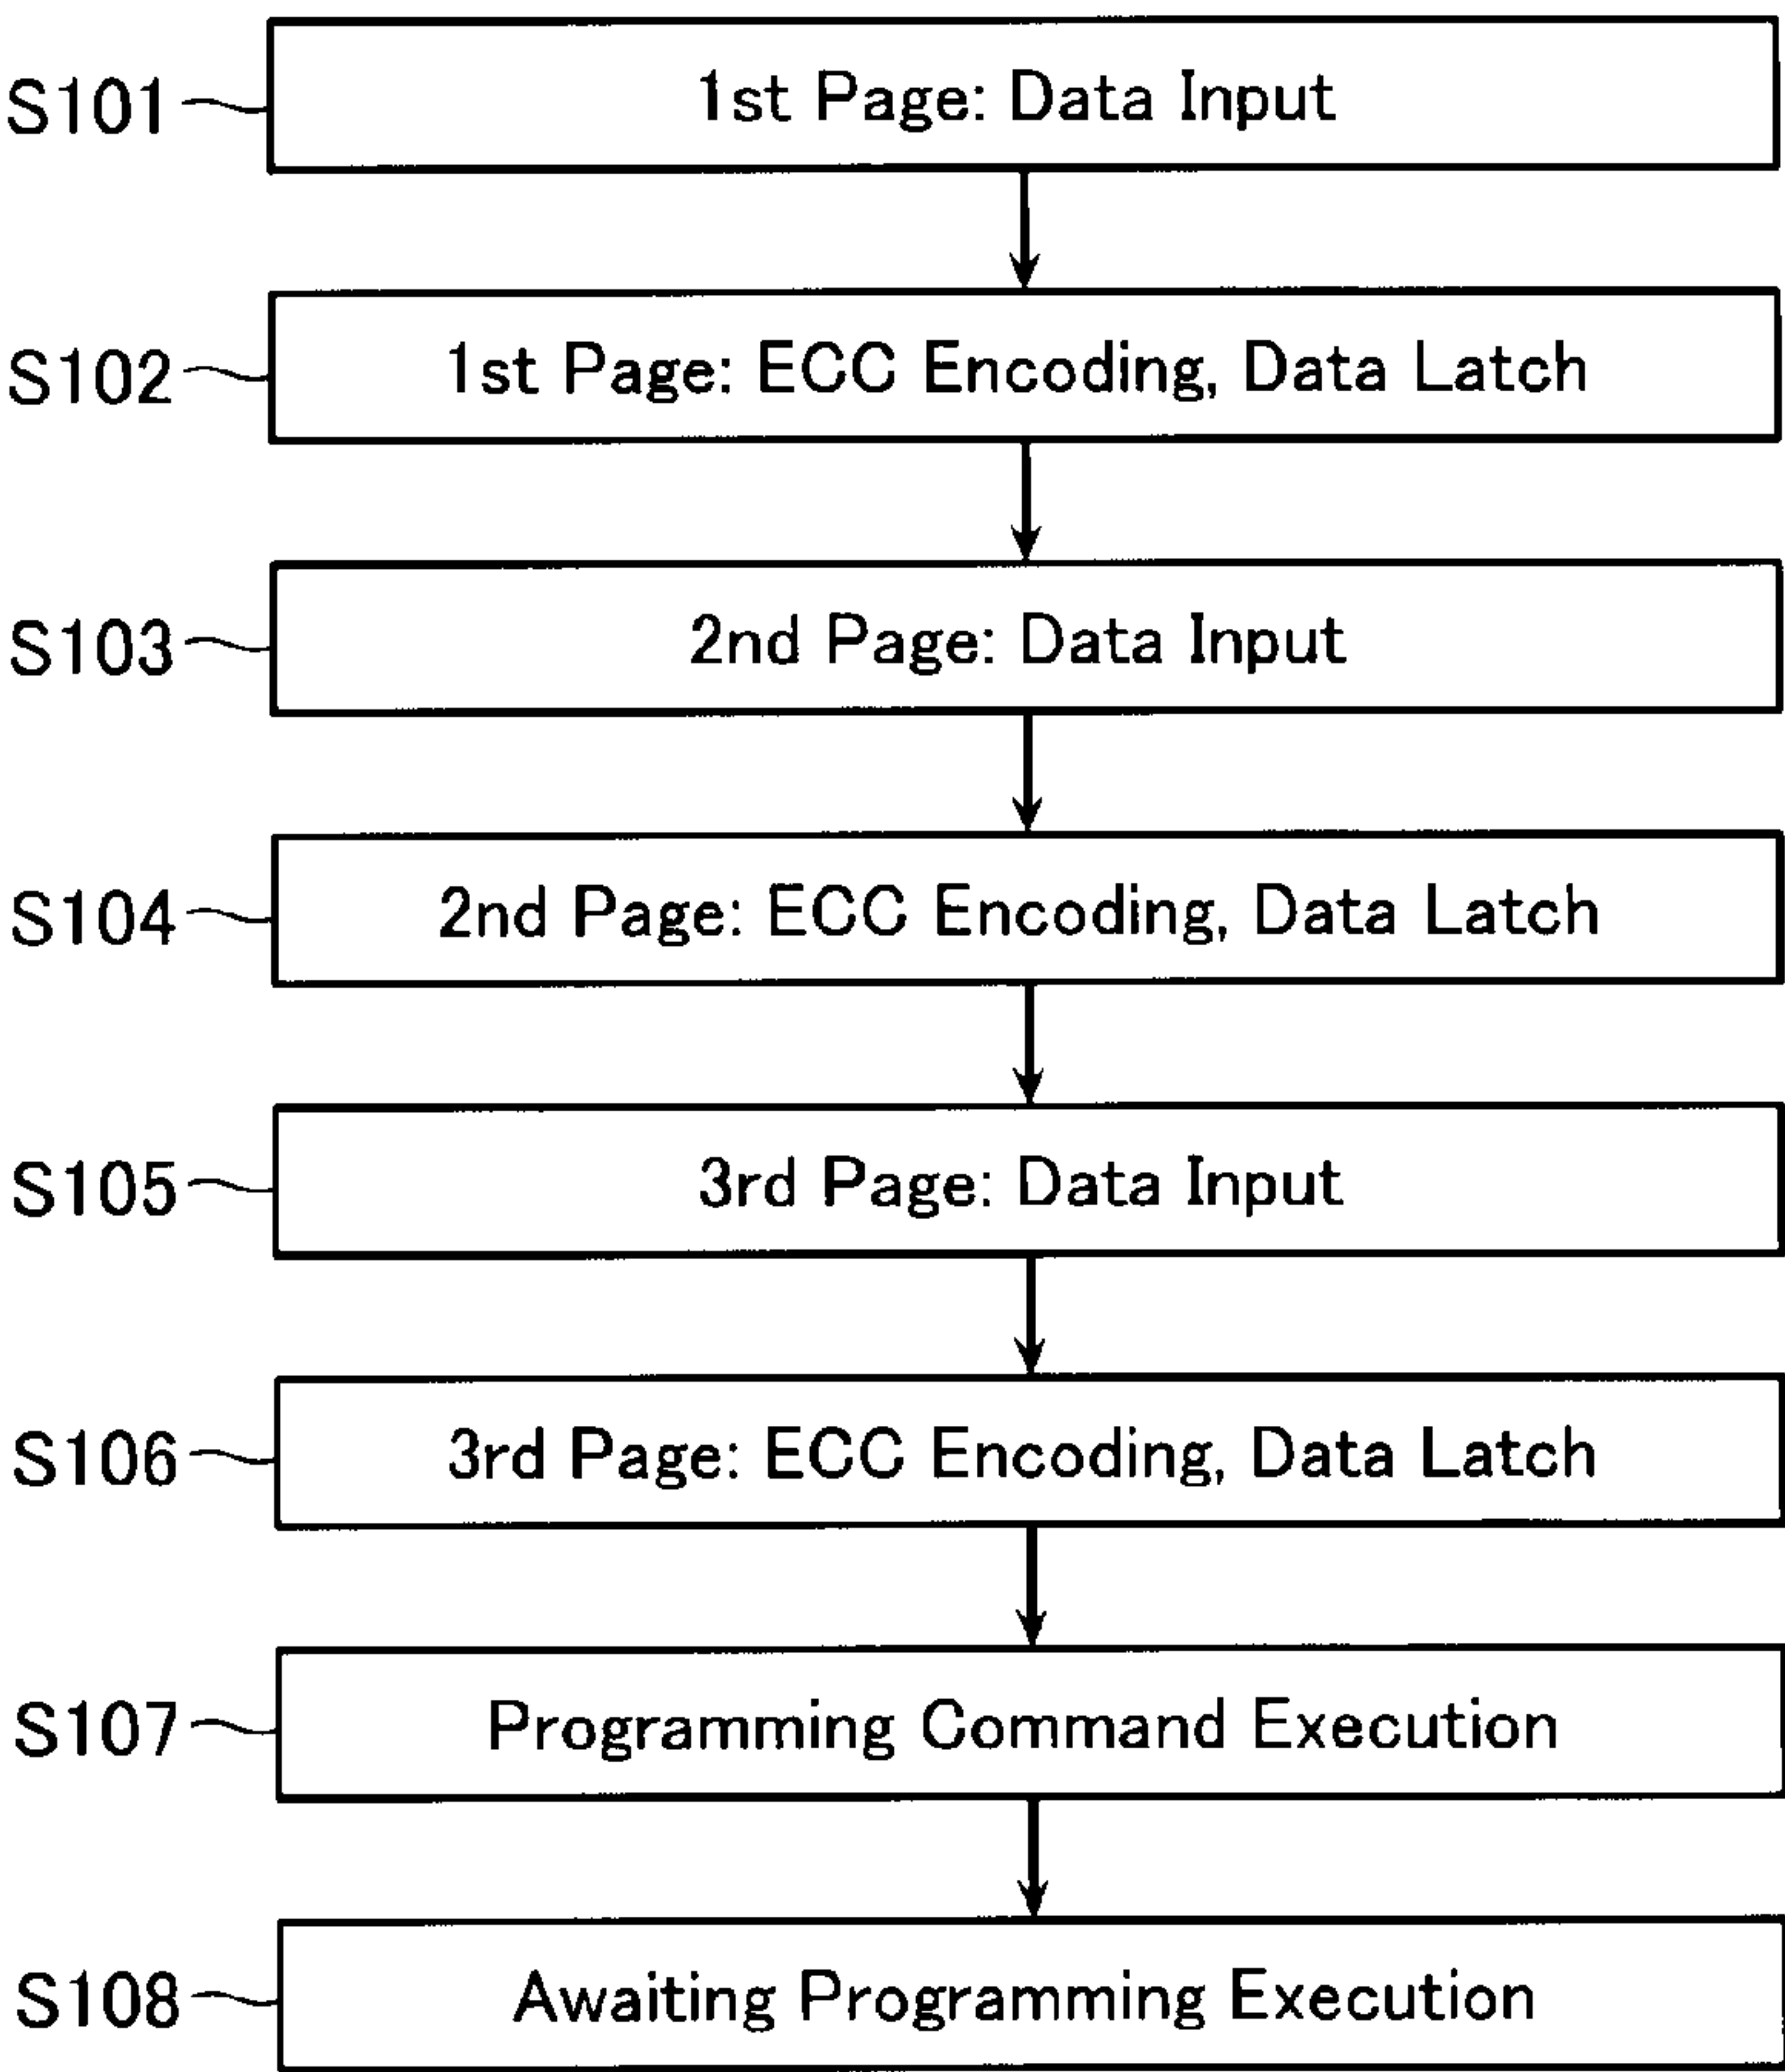 S101 1st Page: Data Input
S102 1st Page: ECC Encoding, Data Latch
S103 2nd Page: Data Input
S104 2nd Page: ECC Encoding, Data Latch
S105 3rd Page: Data Input
S106 3rd Page: ECC Encoding, Data Latch
S107 Programming Command Execution
S108 Awaiting Programming Execution